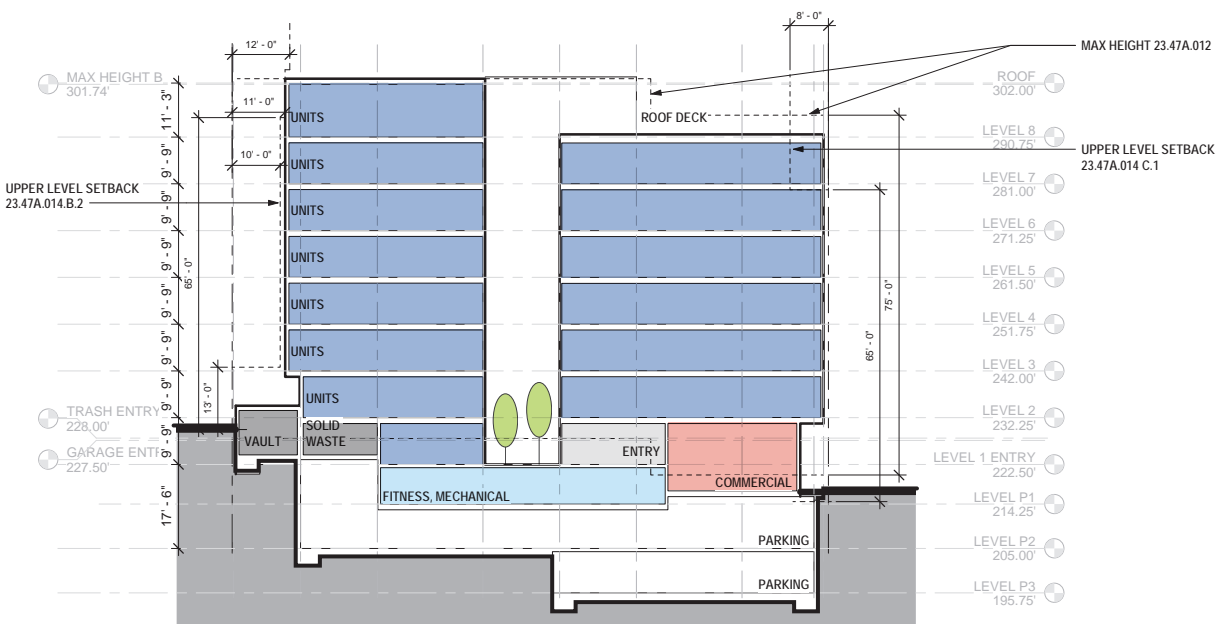 8' - 0"
12' - 0"
MAX HEIGHT 23.47A.012
MAX HEIGHT B
301.74'
ROOF
302.00'
11' - 3"
11' - 0"
UNITS
ROOF DECK
LEVEL 8
290.75'
UPPER LEVEL SETBACK
23.47A.014 C.1
9' - 9"
10' - 0"
UNITS
LEVEL 7
281.00'
UPPER LEVEL SETBACK
23.47A.014.B.2
9' - 9"
UNITS
LEVEL 6
271.25'
9' - 9"
65' - 0"
UNITS
LEVEL 5
261.50'
75' - 0"
9' - 9"
UNITS
LEVEL 4
251.75'
9' - 9"
UNITS
65' - 0"
LEVEL 3
242.00'
9' - 9"
13' - 0"
UNITS
TRASH ENTRY
228.00'
LEVEL 2
232.25'
9' - 9"
VAULT
SOLID
WASTE
ENTRY
GARAGE ENTR
227.50'
LEVEL 1 ENTRY
222.50'
17' - 6"
FITNESS, MECHANICAL
COMMERCIAL
LEVEL P1
214.25'
PARKING
LEVEL P2
205.00'
PARKING
LEVEL P3
195.75'